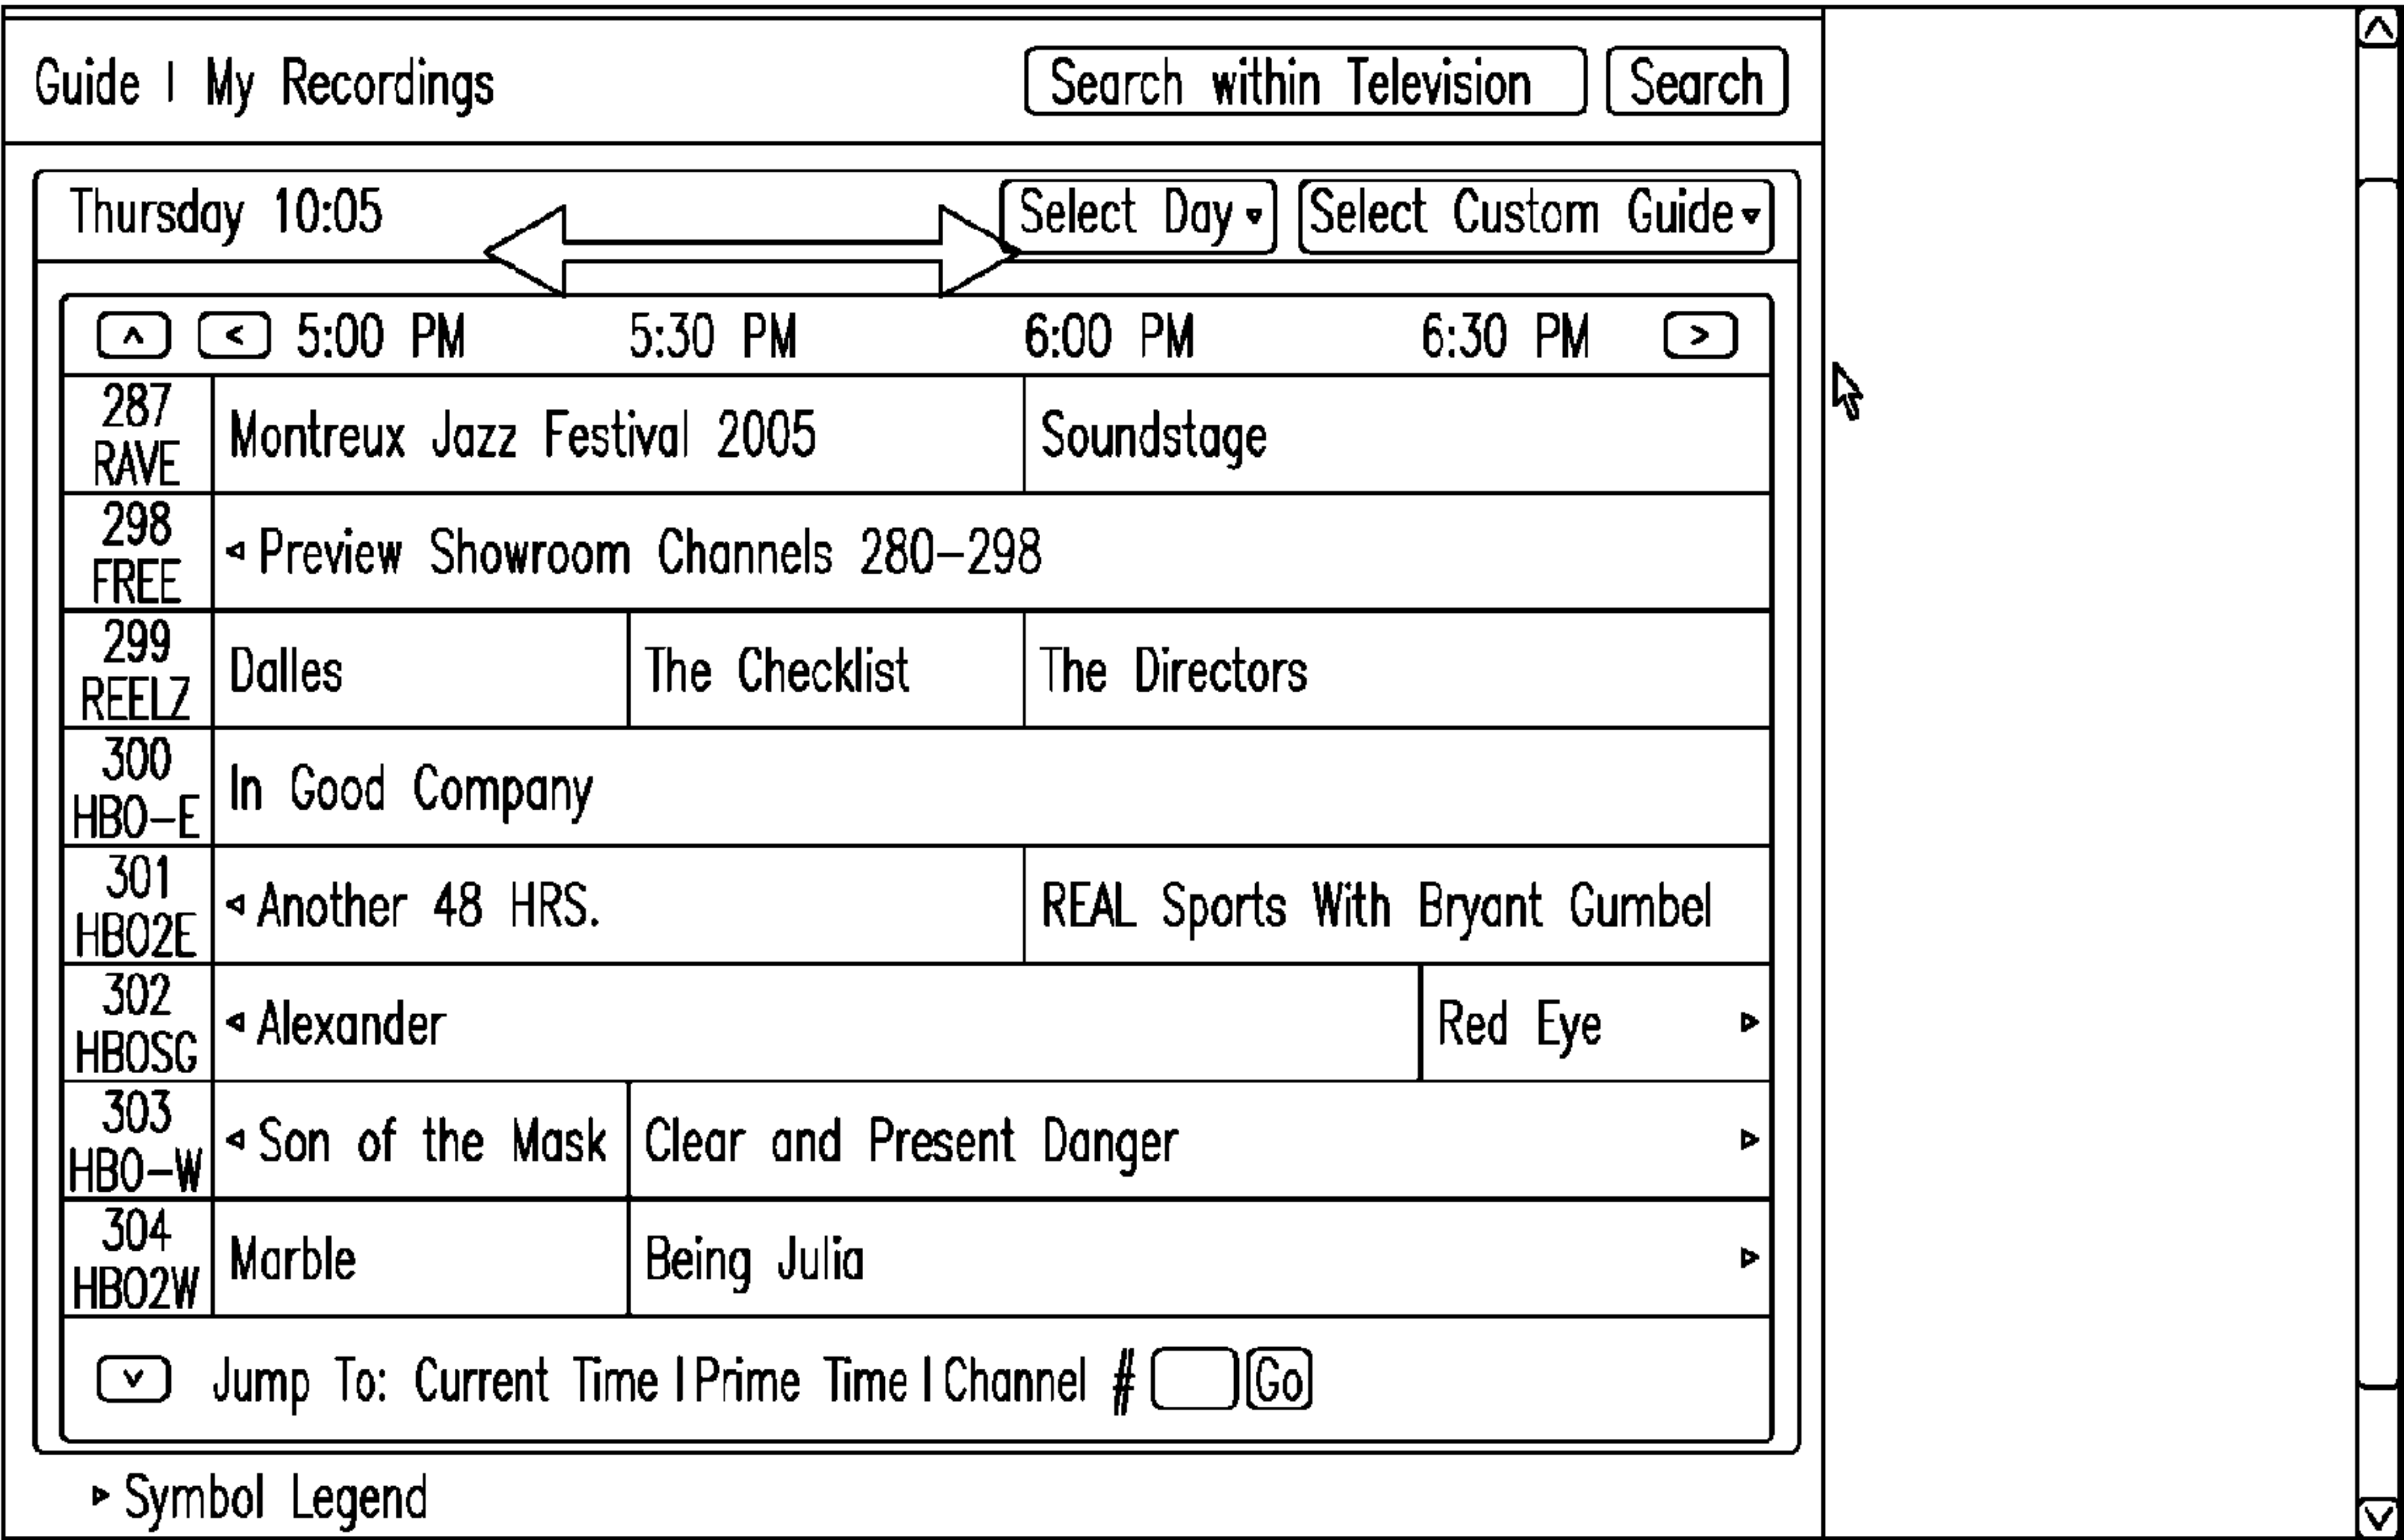 Guide | My Recordings Search within Television Search
Thursday 10:05 Select Day Select Custom Guide
5:00 PM 5:30 PM 6:00 PM 6:30 PM
287 RAVE Montreux Jazz Festival 2005 Soundstage
298 FREE Preview Showroom Channels 280-298
299 REELZ Dalles The Checklist The Directors
300 HBO-E In Good Company
301 HBO2E Another 48 HRS. REAL Sports With Bryant Gumbel
302 HBOSG Alexander Red Eye
303 HBO-W Son of the Mask Clear and Present Danger
304 HBO2W Marble Being Julia
Jump To: Current Time | Prime Time | Channel # Go
Symbol Legend